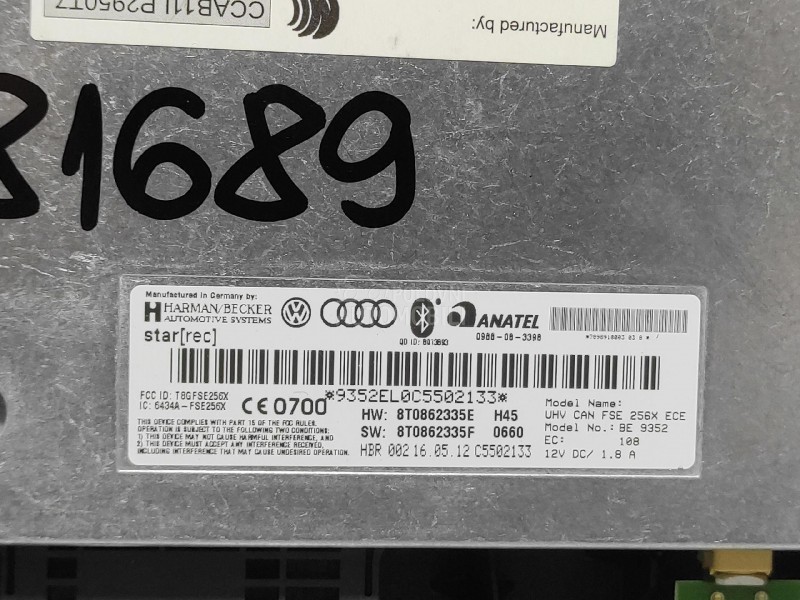 CCAB11LP2950T7
Manufactured by:
81689
Manufactured in Germany by:
HARMAN/BECKER
AUTOMOTIVE SYSTEMS
star[rec]
QD ID: B013693
ANATEL
0988-08-3398
*9352EL0C5502133*
FCC ID: T8GFSE256X
IC: 6434A-FSE256X
CE 0700
THIS DEVICE COMPLIES WITH PART 15 OF THE FCC RULES.
OPERATION IS SUBJECT TO THE FOLLOWING TWO CONDITIONS:
1) THIS DEVICE MAY NOT CAUSE HARMFUL INTERFERENCE, AND
2) THIS DEVICE MUST ACCEPT ANY INTERFERENCE RECEIVED,
INCLUDING INTERFERENCE THAT MAY CAUSE UNDESIRED OPERATION.
HW: 8T0862335E H45
SW: 8T0862335F 0660
HBR 002 16.05.12 C5502133
Model Name:
UHV CAN FSE 256X ECE
Model No.: BE 9352
EC: 108
12V DC/ 1.8 A